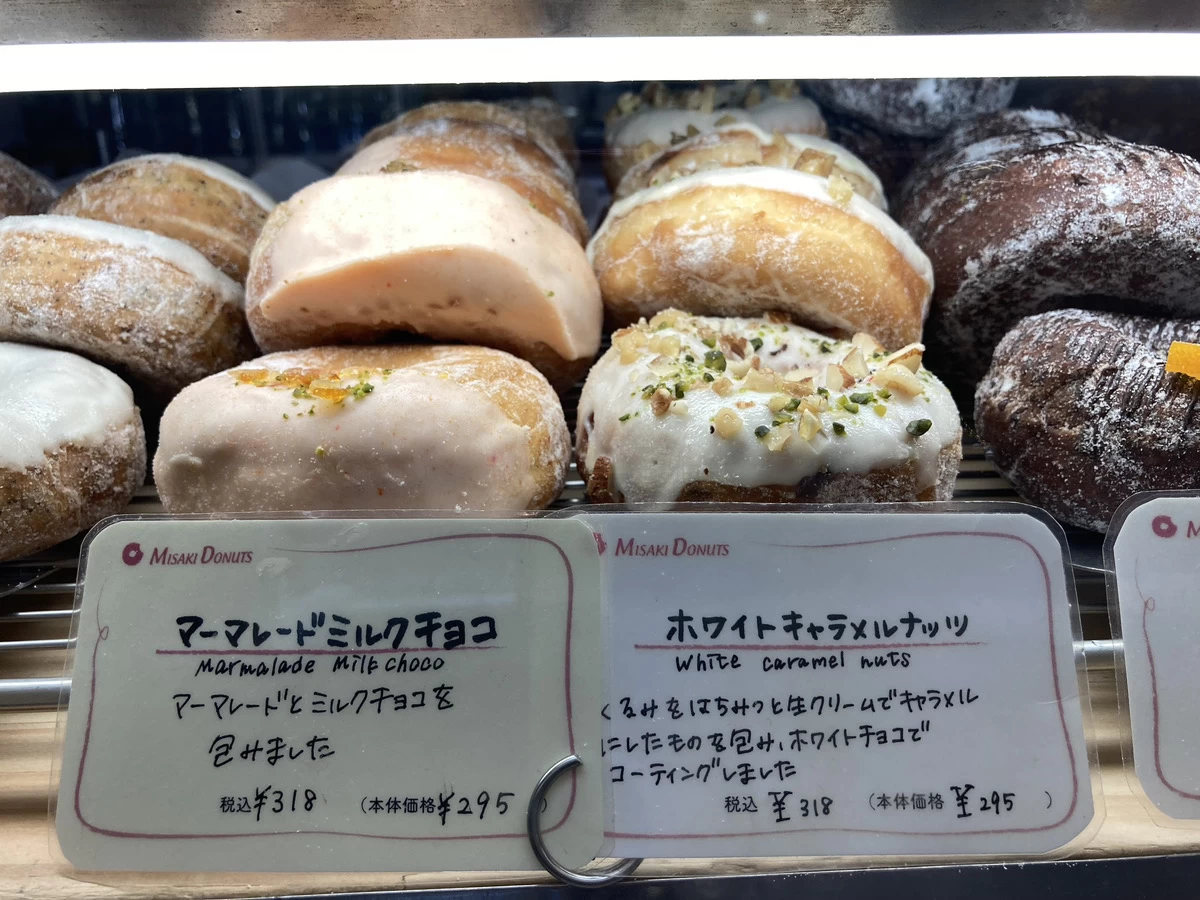 MISAKI DONUTS
マーマレードミルクチョコ
Marmalade Milk choco
マーマレードとミルクチョコを
包みました
税込¥318 (本体価格¥295 )
MISAKI DONUTS
ホワイトキャラメルナッツ
White caramel nuts
くるみをはちみつと生クリームでキャラメル
にしたものを包み、ホワイトチョコで
コーティングしました
税込 ¥318 (本体価格 ¥295 )
M